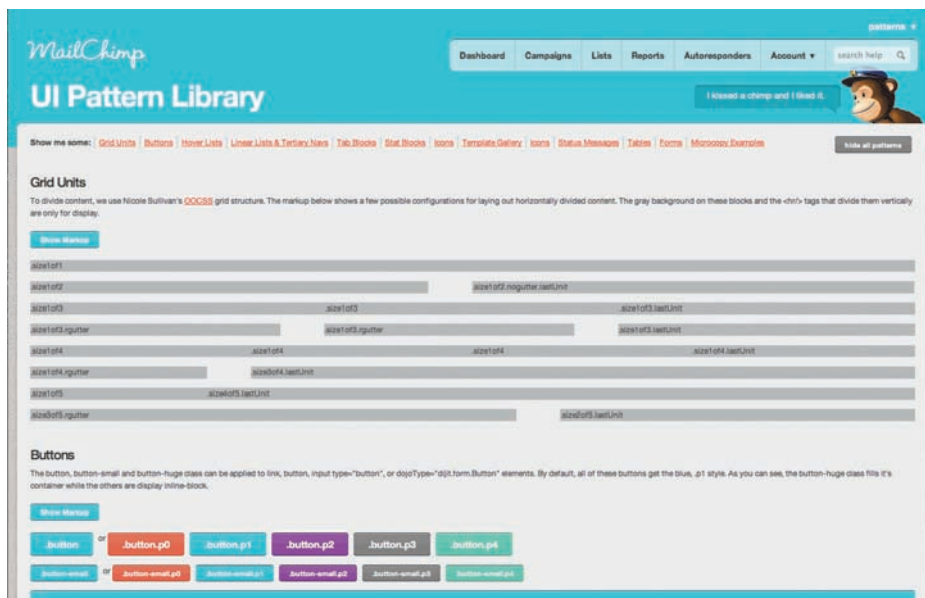 patterns
MailChimp
Dashboard Campaigns Lists Reports Autoresponders Account ▾ search help
UI Pattern Library
I kissed a chimp and I liked it.
Show me some: Grid Units Buttons Hover Lists Linear Lists & Tertiary Navs Tab Blocks Stat Blocks Icons Template Gallery Icons Status Messages Tables Forms Microcopy Examples hide all patterns
Grid Units
To divide content, we use Nicole Sullivan's OOCSS grid structure. The markup below shows a few possible configurations for laying out horizontally divided content. The gray background on these blocks and the <hr/> tags that divide them vertically
are only for display.
Show Markup
.size1of1
.size1of2 .size1of2.nogutter.lastUnit
.size1of3 .size1of3 .size1of3.lastUnit
.size1of3.rgutter .size1of3.rgutter .size1of3.lastUnit
.size1of4 .size1of4 .size1of4 .size1of4.lastUnit
.size1of4.rgutter .size3of4.lastUnit
.size1of5 .size4of5.lastUnit
.size3of5.rgutter .size2of5.lastUnit
Buttons
The button, button-small and button-huge class can be applied to link, button, input type="button", or dojoType="dijit.form.Button" elements. By default, all of these buttons get the blue, .p1 style. As you can see, the button-huge class fills it's
container while the others are display inline-block.
Show Markup
.button or .button.p0 .button.p1 .button.p2 .button.p3 .button.p4
.button-small or .button-small.p0 .button-small.p1 .button-small.p2 .button-small.p3 .button-small.p4